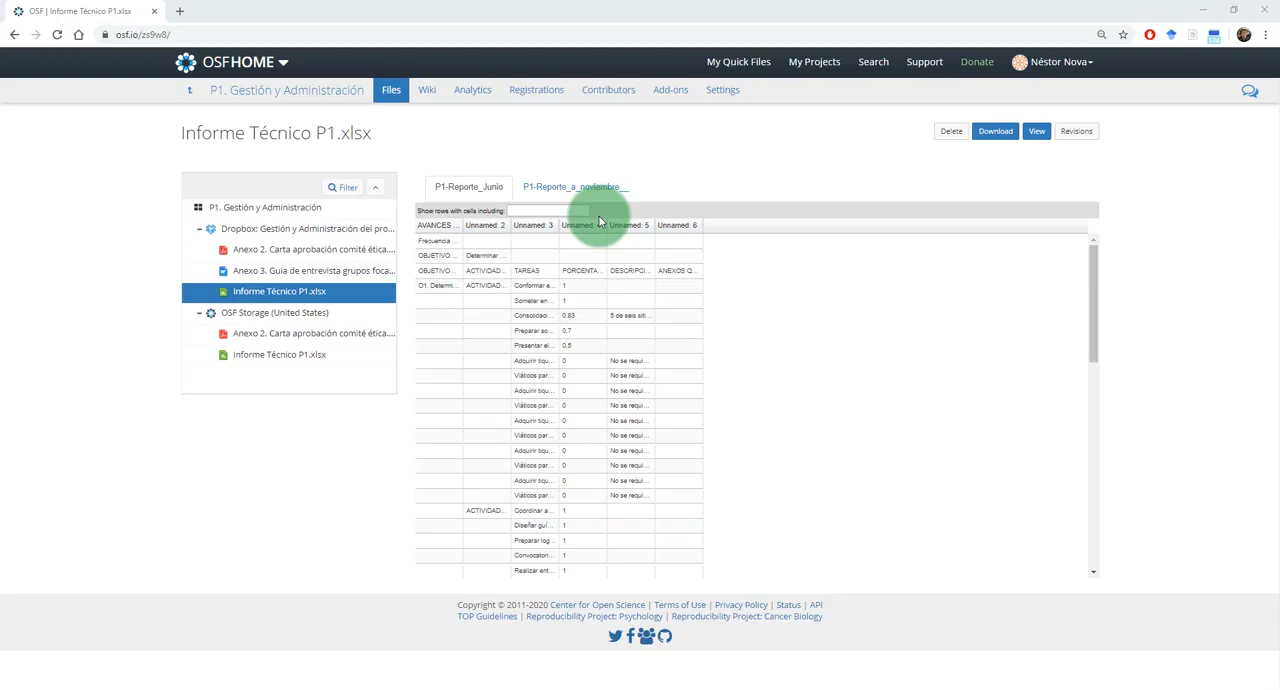 OSF | Informe Técnico P1.xlsx
osf.io/zs9w8/
OSFHOME
My Quick Files
My Projects
Search
Support
Donate
Néstor Nova
t
P1. Gestión y Administración
Files
Wiki
Analytics
Registrations
Contributors
Add-ons
Settings
Informe Técnico P1.xlsx
Delete
Download
View
Revisions
Filter
P1. Gestión y Administración
Dropbox: Gestión y Administración del pro...
Anexo 2. Carta aprobación comité ética....
Anexo 3. Guia de entrevista grupos foca...
Informe Técnico P1.xlsx
OSF Storage (United States)
Anexo 2. Carta aprobación comité ética....
Informe Técnico P1.xlsx
P1-Reporte_Junio
P1-Reporte_a_noviembre__
Show rows with cells including:
AVANCES ... Unnamed: 2 Unnamed: 3 Unnamed: Unnamed: 5 Unnamed: 6
Frecuencia ...
OBJETIVO ... Determinar ...
OBJETIVO... ACTIVIDAD... TAREAS PORCENTA... DESCRIPCI... ANEXOS Q...
O1. Determi... ACTIVIDAD... Conformar e... 1
Someter en... 1
Consolidaci... 0.83 5 de seis siti...
Preparar so... 0.7
Presentar el... 0.5
Adquirir tiqu... 0 No se requi...
Viáticos par... 0 No se requi...
Adquirir tiqu... 0 No se requi...
Viáticos par... 0 No se requi...
Adquirir tiqu... 0 No se requi...
Viáticos par... 0 No se requi...
Adquirir tiqu... 0 No se requi...
Viáticos par... 0 No se requi...
Adquirir tiqu... 0 No se requi...
Viáticos par... 0 No se requi...
ACTIVIDAD... Coordinar a... 1
Diseñar guí... 1
Preparar log... 1
Convocatori... 1
Realizar ent... 1
Copyright © 2011-2020 Center for Open Science | Terms of Use | Privacy Policy | Status | API
TOP Guidelines | Reproducibility Project: Psychology | Reproducibility Project: Cancer Biology